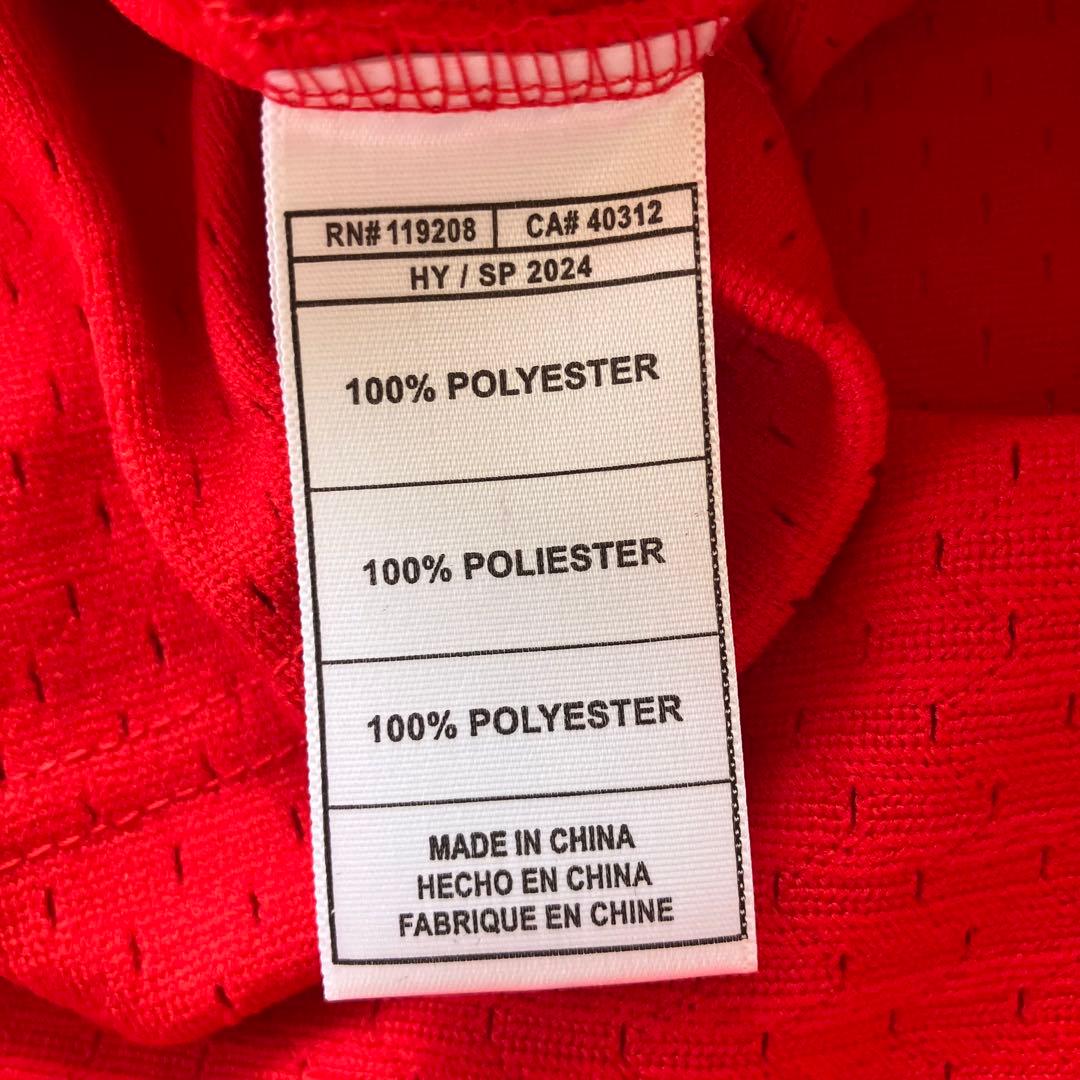 RN# 119208 CA# 40312
HY / SP 2024
100% POLYESTER
100% POLIESTER
100% POLYESTER
MADE IN CHINA
HECHO EN CHINA
FABRIQUE EN CHINE